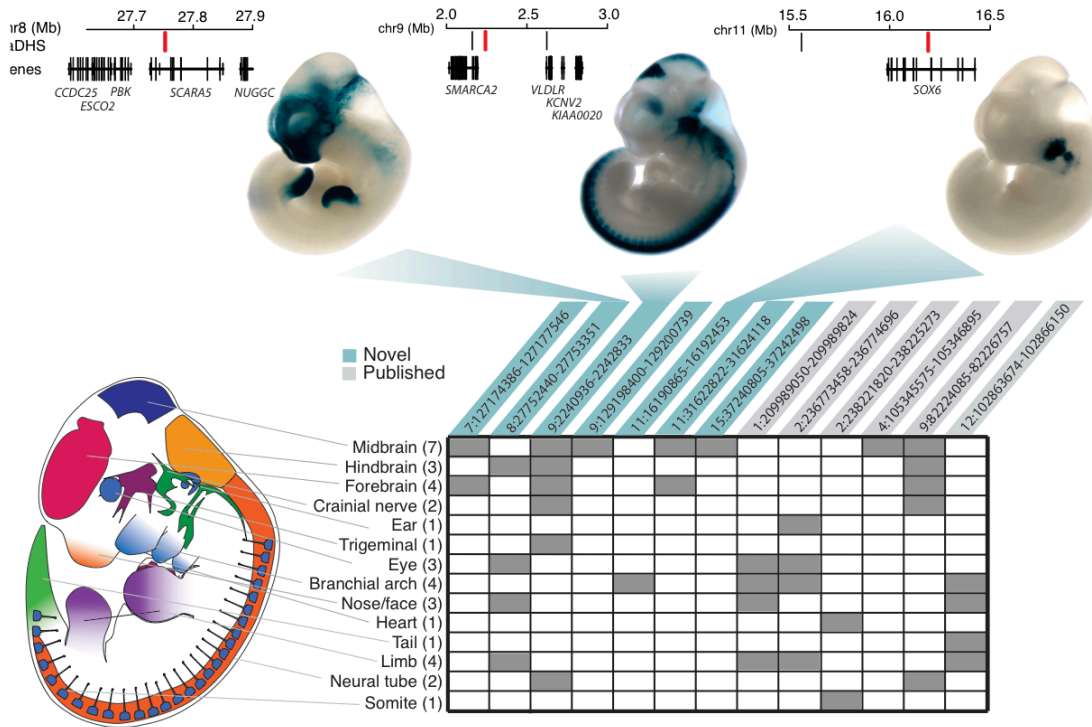 hr8 (Mb) 27.7 27.8 27.9
aDHS
enes
CCDC25 PBK SCARA5 NUGGC
ESCO2
chr9 (Mb) 2.0 2.5 3.0
SMARCA2 VLDLR
KCNV2
KIAA0020
chr11 (Mb) 15.5 16.0 16.5
SOX6
Novel
Published
7:127174386-127177546
8:27752440-27753351
9:2240936-2242833
9:129198400-129200739
11:16190865-16192453
11:31622822-31624118
15:37240805-37242498
1:209989050-209989824
2:236773458-236774696
2:238221820-238225273
4:105345575-105346895
9:82224085-82226757
12:102863674-102866150
Midbrain (7)
Hindbrain (3)
Forebrain (4)
Crainial nerve (2)
Ear (1)
Trigeminal (1)
Eye (3)
Branchial arch (4)
Nose/face (3)
Heart (1)
Tail (1)
Limb (4)
Neural tube (2)
Somite (1)